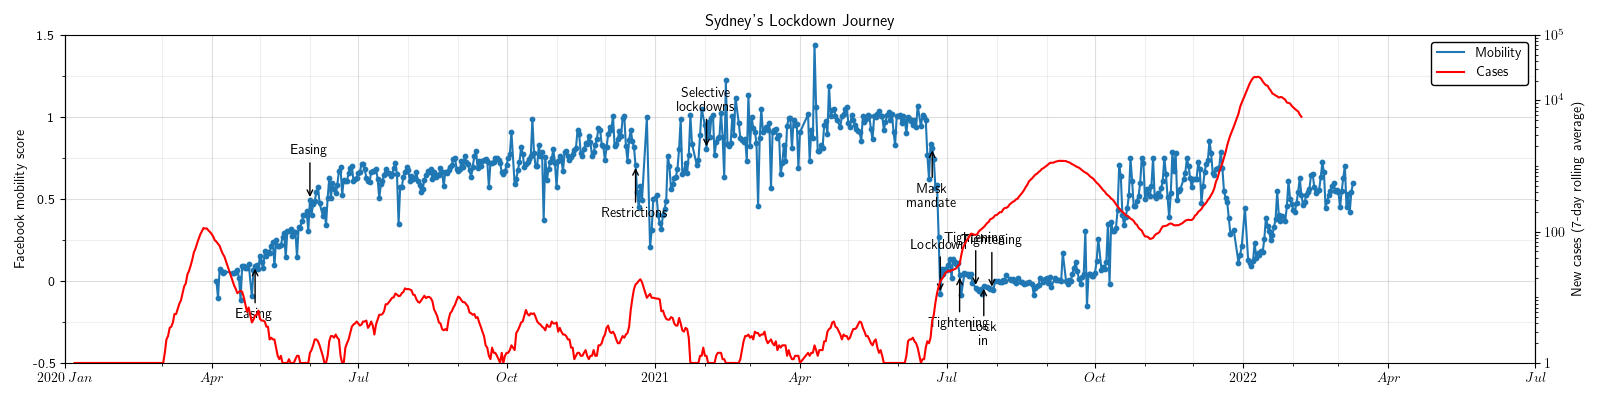 Sydney's Lockdown Journey
Facebook mobility score
1.5
1
0.5
0
-0.5
10^5
10^4
100
1
New cases (7-day rolling average)
Mobility
Cases
Selective
lockdowns
Easing
Mask
mandate
Restrictions
Lockdown
Tightening
Tightening
Easing
Tightening
Lock
in
2020 Jan
Apr
Jul
Oct
2021
Apr
Jul
Oct
2022
Apr
Jul